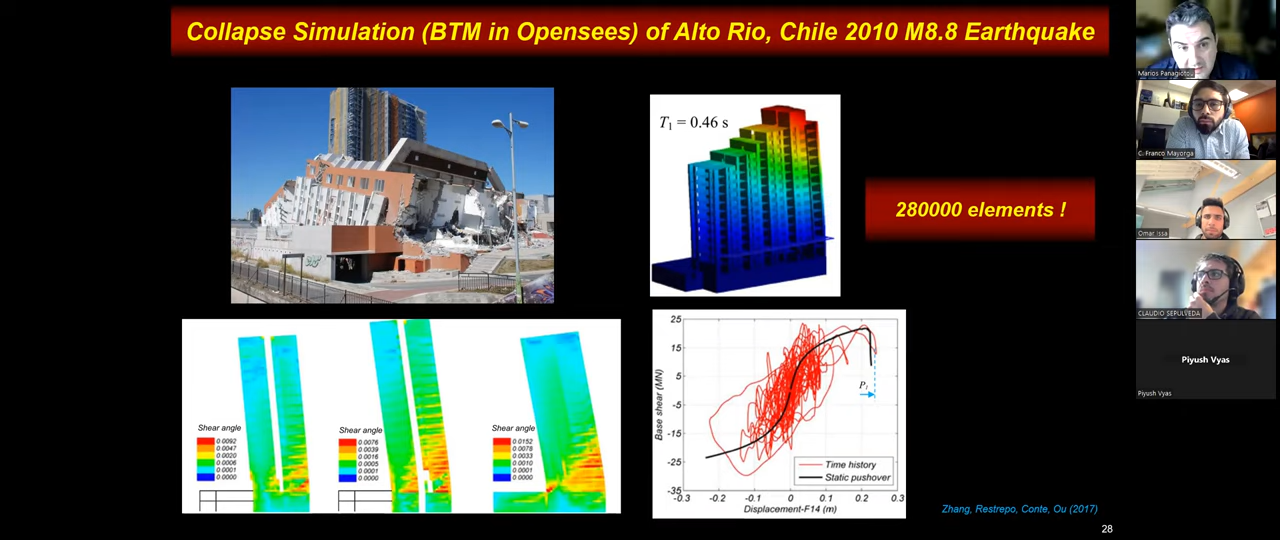 Collapse Simulation (BTM in Opensees) of Alto Rio, Chile 2010 M8.8 Earthquake
T1 = 0.46 s
280000 elements !
Shear angle
0.0092
0.0047
0.0020
0.0006
0.0001
0.0000
Shear angle
0.0076
0.0039
0.0016
0.0005
0.0001
0.0000
Shear angle
0.0152
0.0078
0.0033
0.0010
0.0001
0.0000
Base shear (MN)
25
15
5
-5
-15
-25
-35
-0.3 -0.2 -0.1 0 0.1 0.2 0.3
Displacement-F14 (m)
Time history
Static pushover
Zhang, Restrepo, Conte, Ou (2017)
28
Marios Panagiotou
C. Franco Mayorga
Omar Issa
CLAUDIO SEPULVEDA
Piyush Vyas
Piyush Vyas